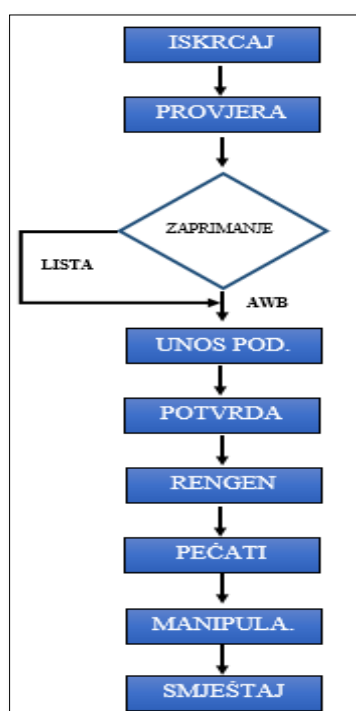 ISKRCAJ
PROVJERA
ZAPRIMANJE
LISTA
AWB
UNOS POD.
POTVRDA
RENGEN
PEČATI
MANIPULA.
SMJEŠTAJ